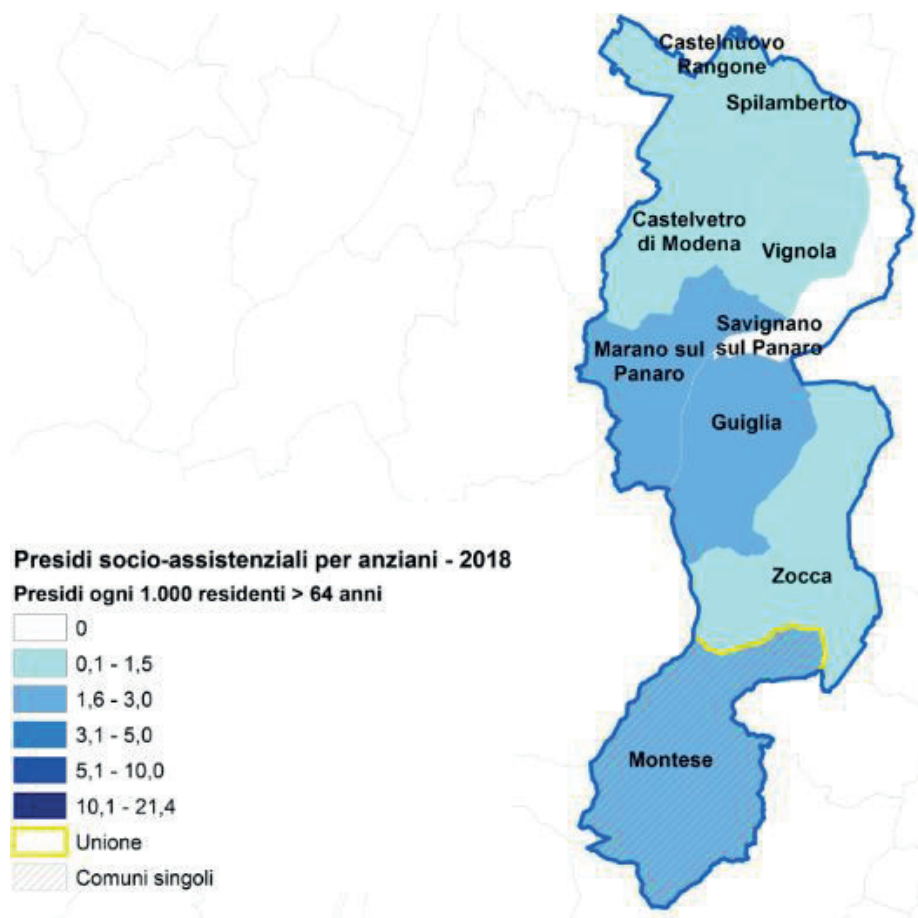 Castelnuovo
Rangone
Spilamberto
Castelvetro
di Modena
Vignola
Savignano
sul Panaro
Marano sul
Panaro
Guiglia
Zocca
Montese
Presidi socio-assistenziali per anziani - 2018
Presidi ogni 1.000 residenti > 64 anni
0
0,1 - 1,5
1,6 - 3,0
3,1 - 5,0
5,1 - 10,0
10,1 - 21,4
Unione
Comuni singoli